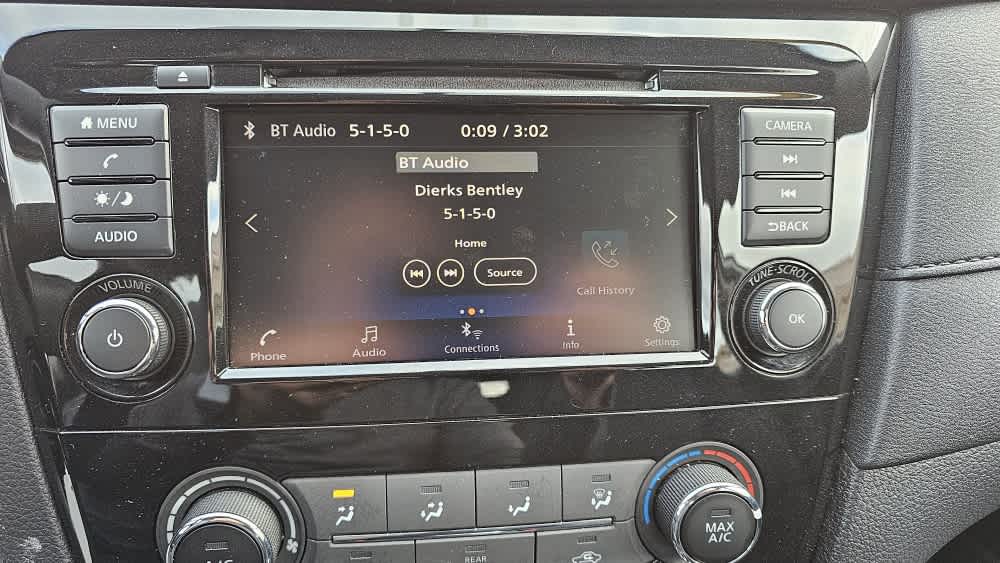 MENU
AUDIO
VOLUME
BT Audio 5-1-5-0 0:09 / 3:02
BT Audio
Dierks Bentley
5-1-5-0
Home
Source
Call History
Phone
Audio
Connections
Info
Settings
CAMERA
BACK
TUNE•SCROLL
OK
A/C
REAR
MAX
A/C